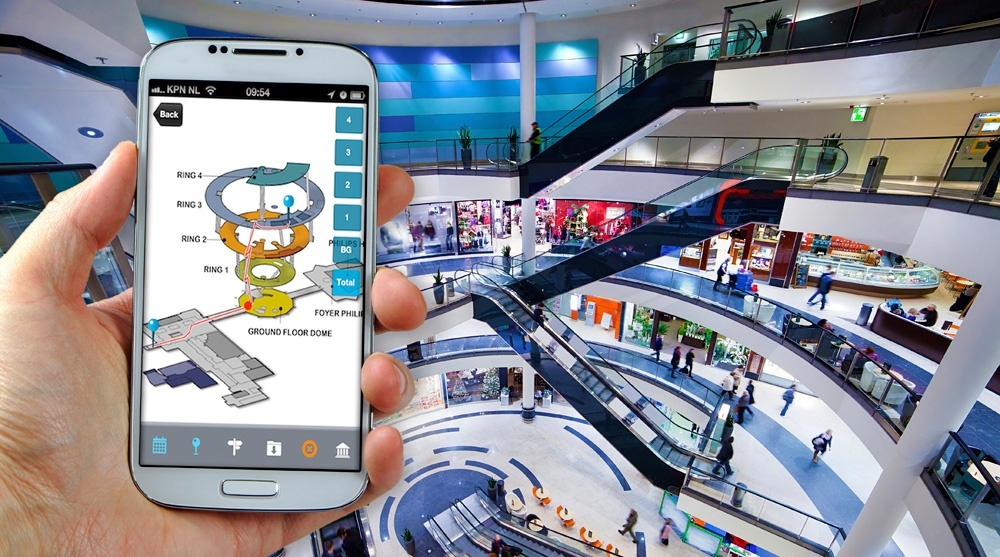 KPN NL 09:54
Back
4
3
2
1
BG
Total
RING 4
RING 3
RING 2
PHILIPS H
RING 1
FOYER PHILI
GROUND FLOOR DOME